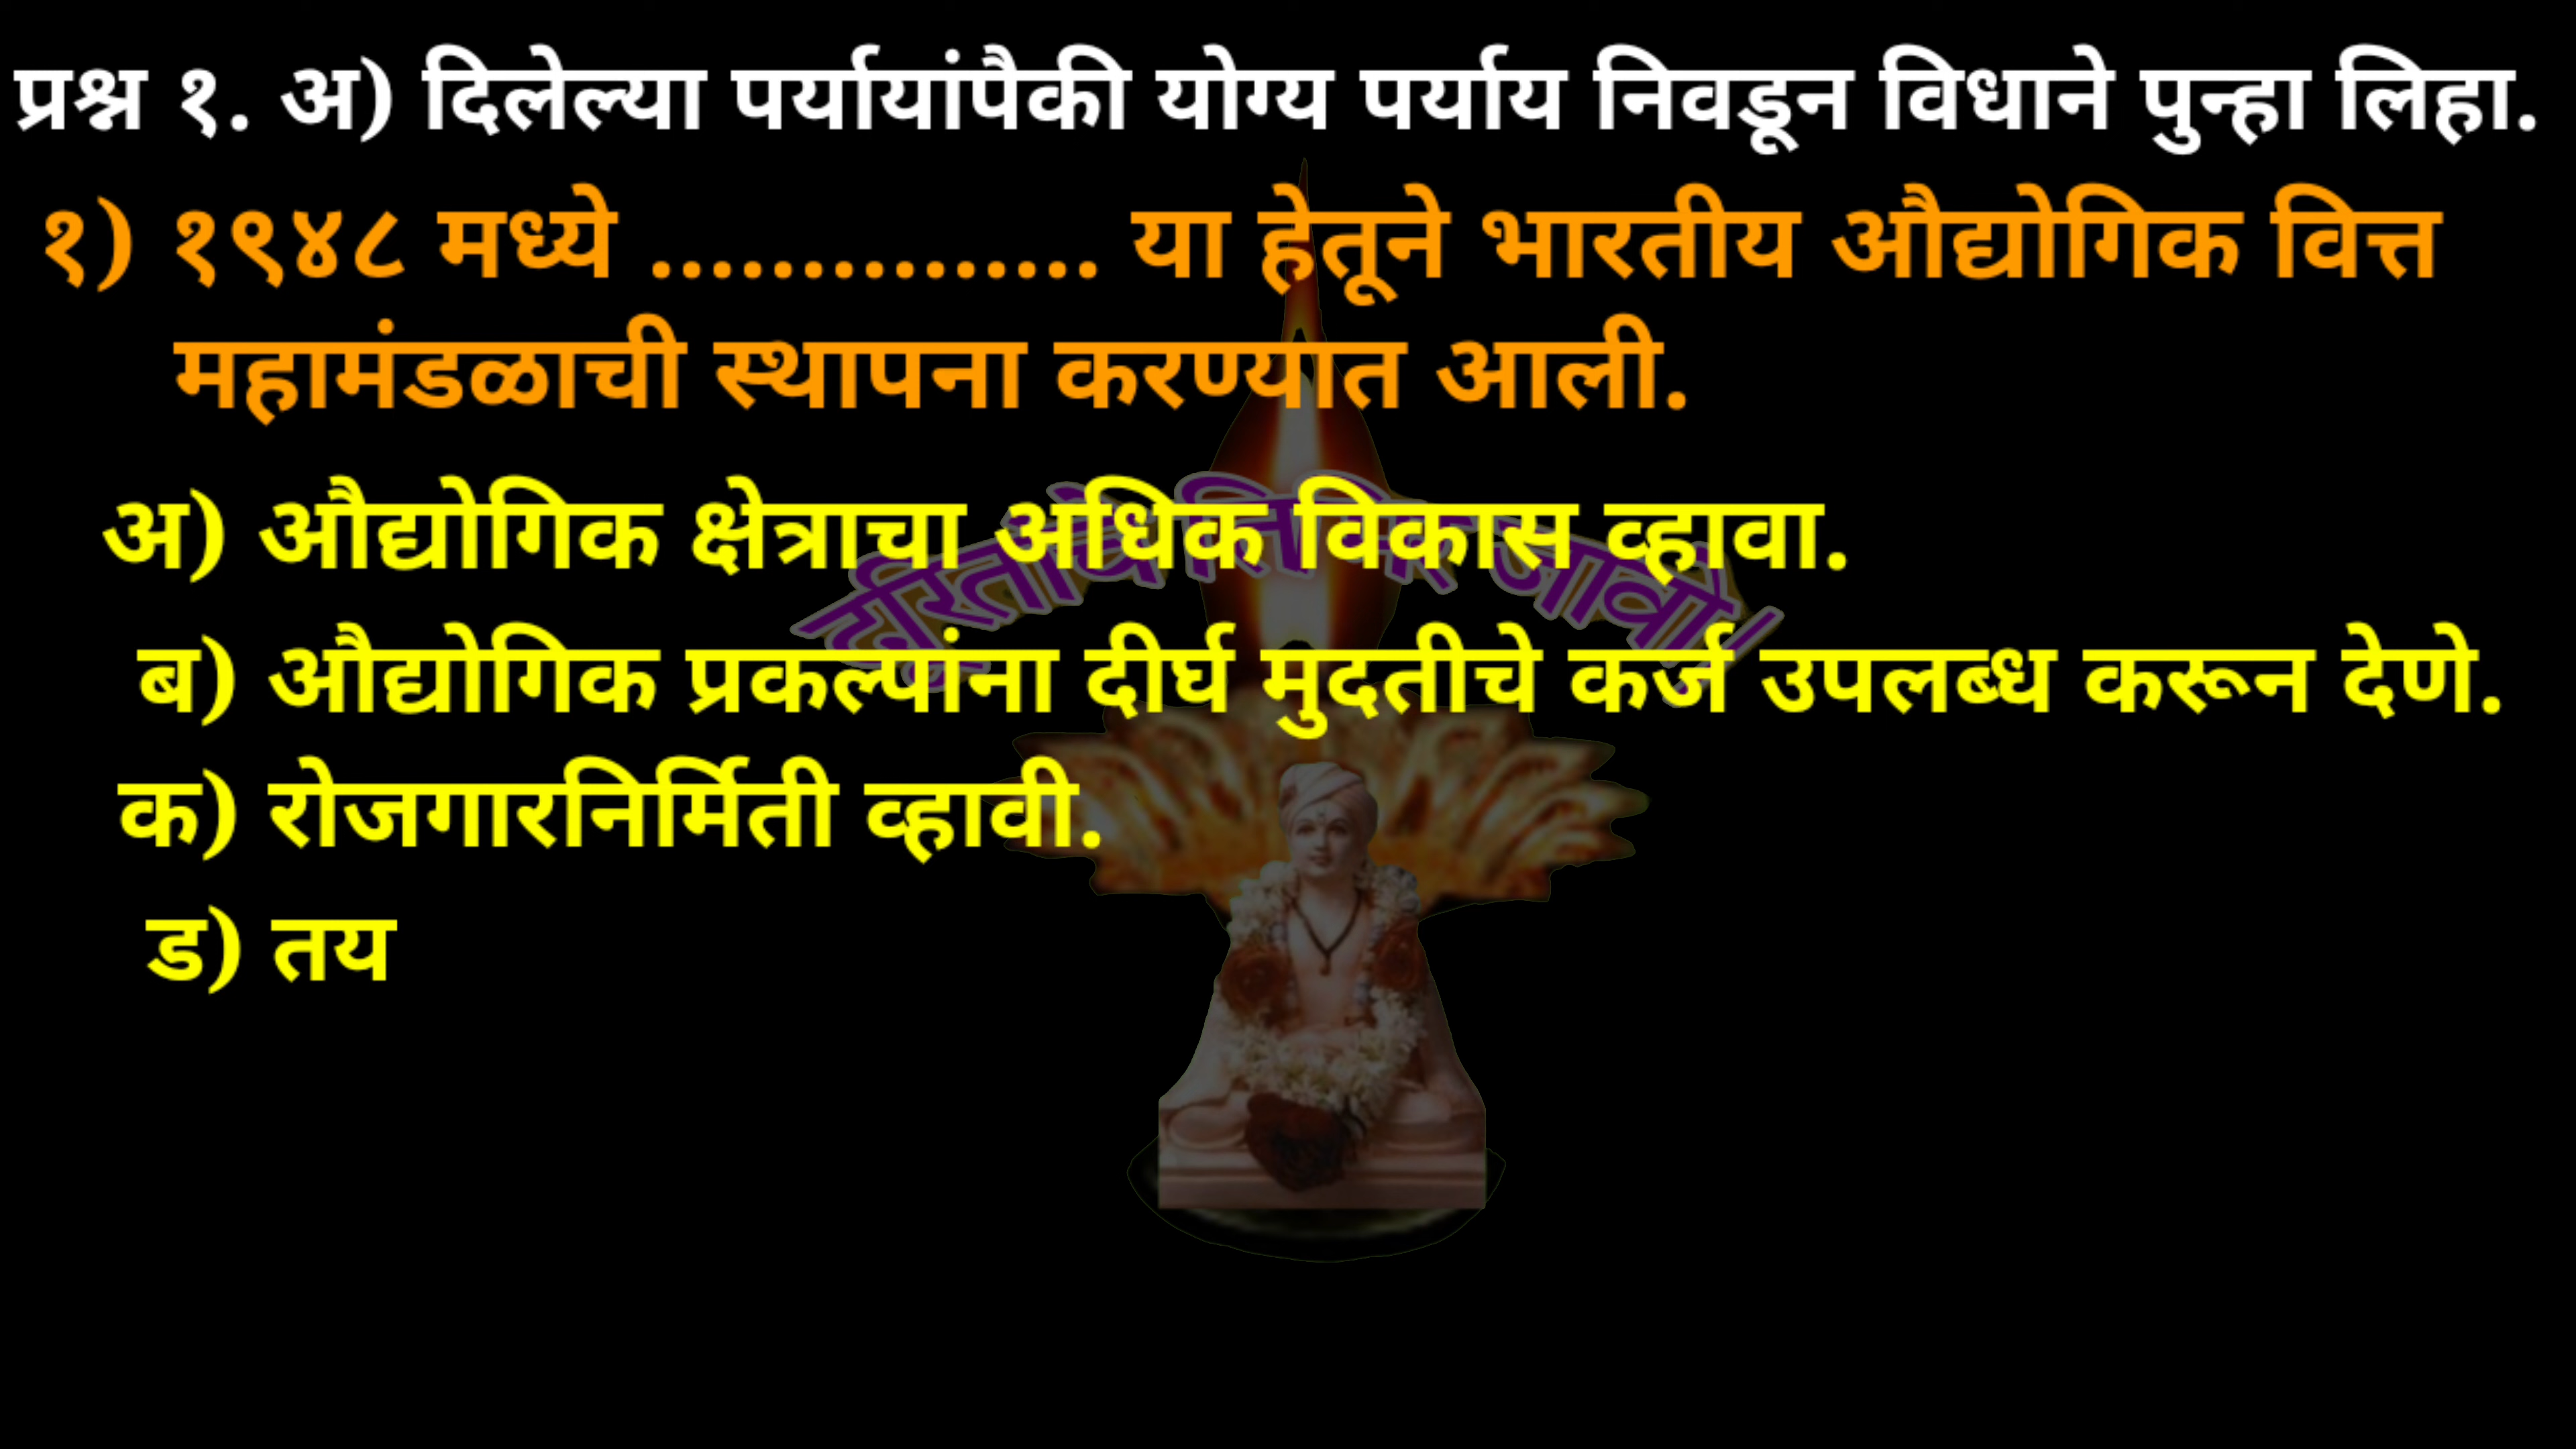 प्रश्न १. अ) दिलेल्या पर्यायांपैकी योग्य पर्याय निवडून विधाने पुन्हा लिहा.
१) १९४८ मध्ये ............... या हेतूने भारतीय औद्योगिक वित्त
महामंडळाची स्थापना करण्यात आली.
अ) औद्योगिक क्षेत्राचा अधिक विकास व्हावा.
दुरितांचे तिमिर जावो!
ब) औद्योगिक प्रकल्पांना दीर्घ मुदतीचे कर्ज उपलब्ध करून देणे.
क) रोजगारनिर्मिती व्हावी.
ड) तय